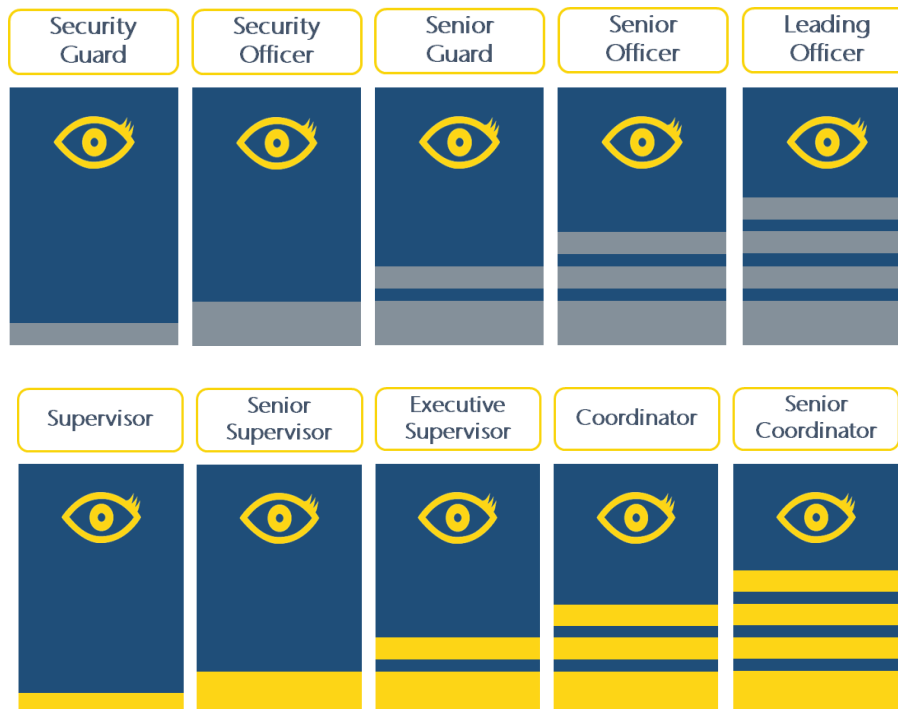 Security
Guard
Security
Officer
Senior
Guard
Senior
Officer
Leading
Officer
Supervisor
Senior
Supervisor
Executive
Supervisor
Coordinator
Senior
Coordinator